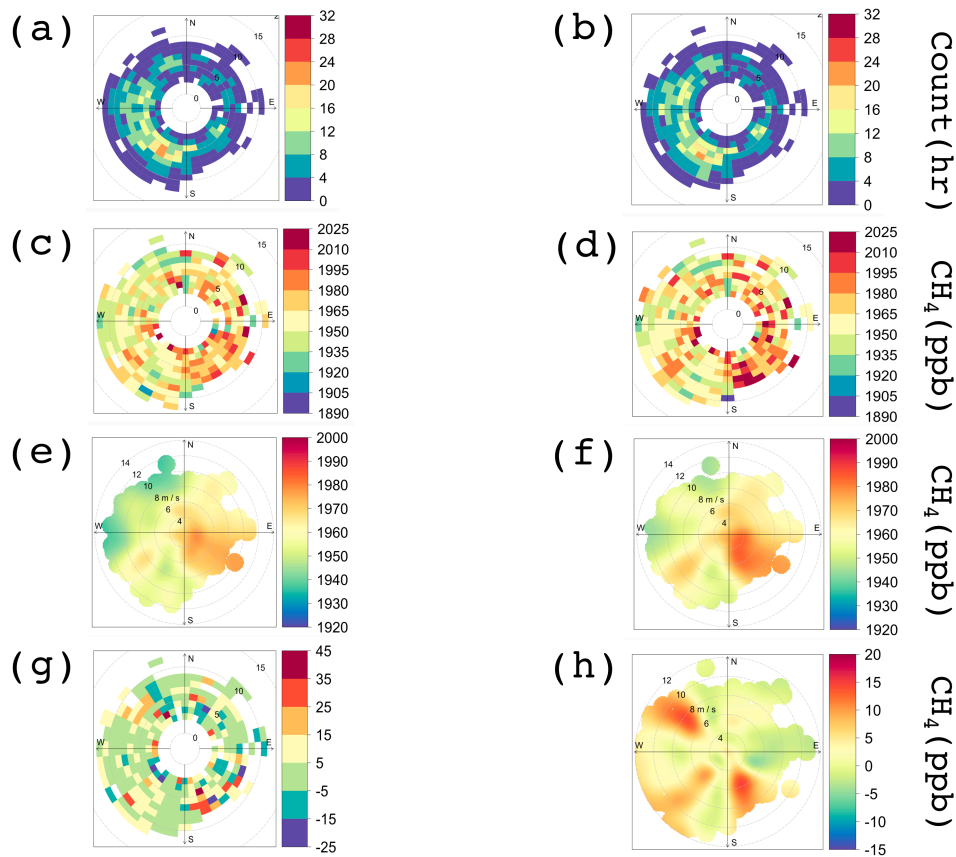 (a)
N
15
10
5
0
W
E
S
32
28
24
20
16
12
8
4
0
(b)
N
15
10
5
0
W
E
S
32
28
24
20
16
12
8
4
0
Count(hr)
(c)
N
15
10
5
0
W
E
S
2025
2010
1995
1980
1965
1950
1935
1920
1905
1890
(d)
N
15
10
5
0
W
E
S
2025
2010
1995
1980
1965
1950
1935
1920
1905
1890
CH4(ppb)
(e)
N
14
12
10
8 m / s
6
4
W
E
S
2000
1990
1980
1970
1960
1950
1940
1930
1920
(f)
N
14
12
10
8 m / s
6
4
W
E
S
2000
1990
1980
1970
1960
1950
1940
1930
1920
CH4(ppb)
(g)
N
15
10
5
0
W
E
S
45
35
25
15
5
-5
-15
-25
(h)
N
12
10
8 m / s
6
4
W
E
S
20
15
10
5
0
-5
-10
-15
CH4(ppb)